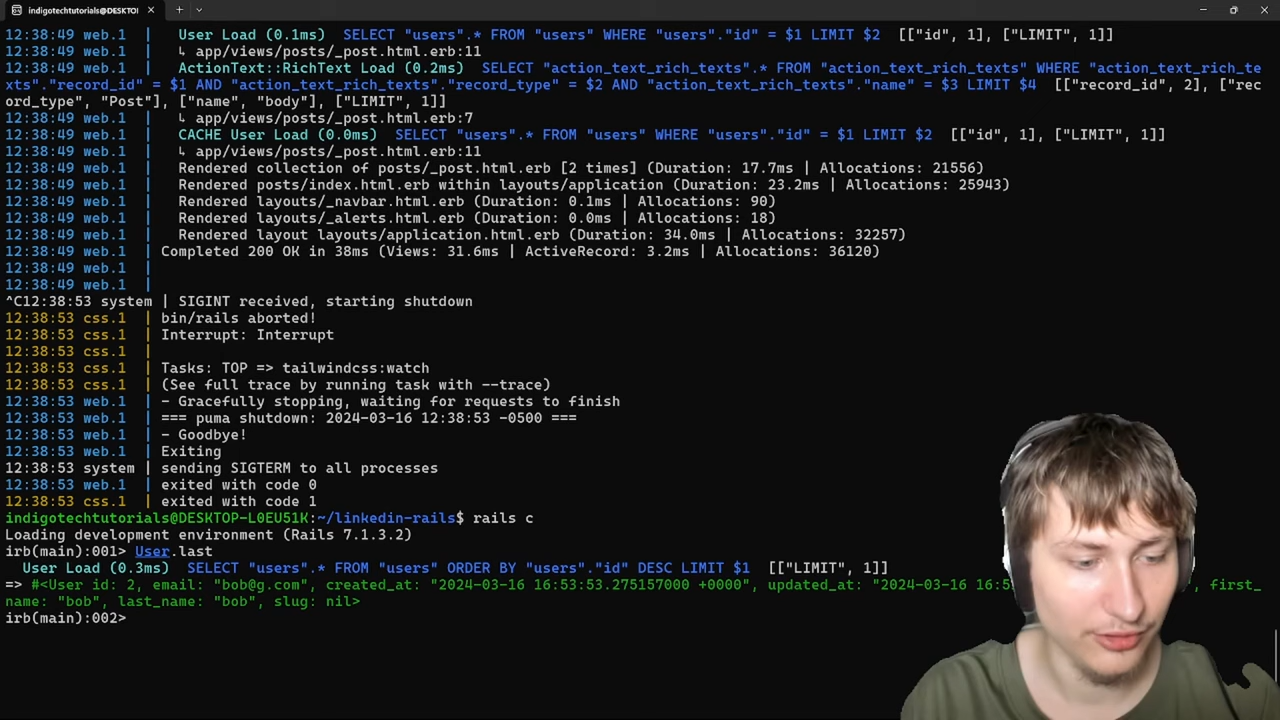 indigotechtutorials@DESKTO
12:38:49 web.1  |   User Load (0.1ms)  SELECT "users".* FROM "users" WHERE "users"."id" = $1 LIMIT $2  [["id", 1], ["LIMIT", 1]]
12:38:49 web.1  |   ↳ app/views/posts/_post.html.erb:11
12:38:49 web.1  |   ActionText::RichText Load (0.2ms)  SELECT "action_text_rich_texts".* FROM "action_text_rich_texts" WHERE "action_text_rich_te
xts"."record_id" = $1 AND "action_text_rich_texts"."record_type" = $2 AND "action_text_rich_texts"."name" = $3 LIMIT $4  [["record_id", 2], ["rec
ord_type", "Post"], ["name", "body"], ["LIMIT", 1]]
12:38:49 web.1  |   ↳ app/views/posts/_post.html.erb:7
12:38:49 web.1  |   CACHE User Load (0.0ms)  SELECT "users".* FROM "users" WHERE "users"."id" = $1 LIMIT $2  [["id", 1], ["LIMIT", 1]]
12:38:49 web.1  |   ↳ app/views/posts/_post.html.erb:11
12:38:49 web.1  |   Rendered collection of posts/_post.html.erb [2 times] (Duration: 17.7ms | Allocations: 21556)
12:38:49 web.1  |   Rendered posts/index.html.erb within layouts/application (Duration: 23.2ms | Allocations: 25943)
12:38:49 web.1  |   Rendered layouts/_navbar.html.erb (Duration: 0.1ms | Allocations: 90)
12:38:49 web.1  |   Rendered layouts/_alerts.html.erb (Duration: 0.0ms | Allocations: 18)
12:38:49 web.1  |   Rendered layout layouts/application.html.erb (Duration: 34.0ms | Allocations: 32257)
12:38:49 web.1  | Completed 200 OK in 38ms (Views: 31.6ms | ActiveRecord: 3.2ms | Allocations: 36120)
12:38:49 web.1  |
12:38:49 web.1  |
^C12:38:53 system | SIGINT received, starting shutdown
12:38:53 css.1  | bin/rails aborted!
12:38:53 css.1  | Interrupt: Interrupt
12:38:53 css.1  |
12:38:53 css.1  | Tasks: TOP => tailwindcss:watch
12:38:53 css.1  | (See full trace by running task with --trace)
12:38:53 web.1  | - Gracefully stopping, waiting for requests to finish
12:38:53 web.1  | === puma shutdown: 2024-03-16 12:38:53 -0500 ===
12:38:53 web.1  | - Goodbye!
12:38:53 web.1  | Exiting
12:38:53 system | sending SIGTERM to all processes
12:38:53 web.1  | exited with code 0
12:38:53 css.1  | exited with code 1
indigotechtutorials@DESKTOP-L0EU51K:~/linkedin-rails$ rails c
Loading development environment (Rails 7.1.3.2)
irb(main):001> User.last
  User Load (0.3ms)  SELECT "users".* FROM "users" ORDER BY "users"."id" DESC LIMIT $1  [["LIMIT", 1]]
=> #<User id: 2, email: "bob@g.com", created_at: "2024-03-16 16:53:53.275157000 +0000", updated_at: "2024-03-16 16:5 ", first_
name: "bob", last_name: "bob", slug: nil>
irb(main):002>